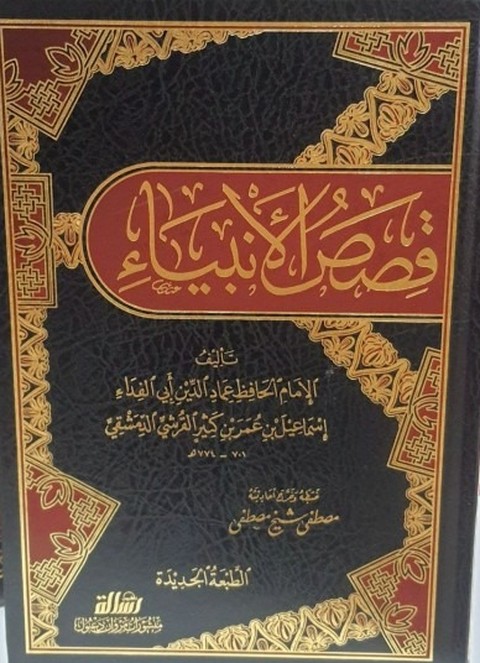 قصص الأنبياء
تأليف
الإمام الحافظ عماد الدين أبي الفداء
إسماعيل بن عمر بن كثير القرشي الدمشقي
٧٠١ - ٧٧٤ هـ
حققه وخرج أحاديثه
مصطفى شيخ مصطفى
الطبعة الجديدة
رسالة